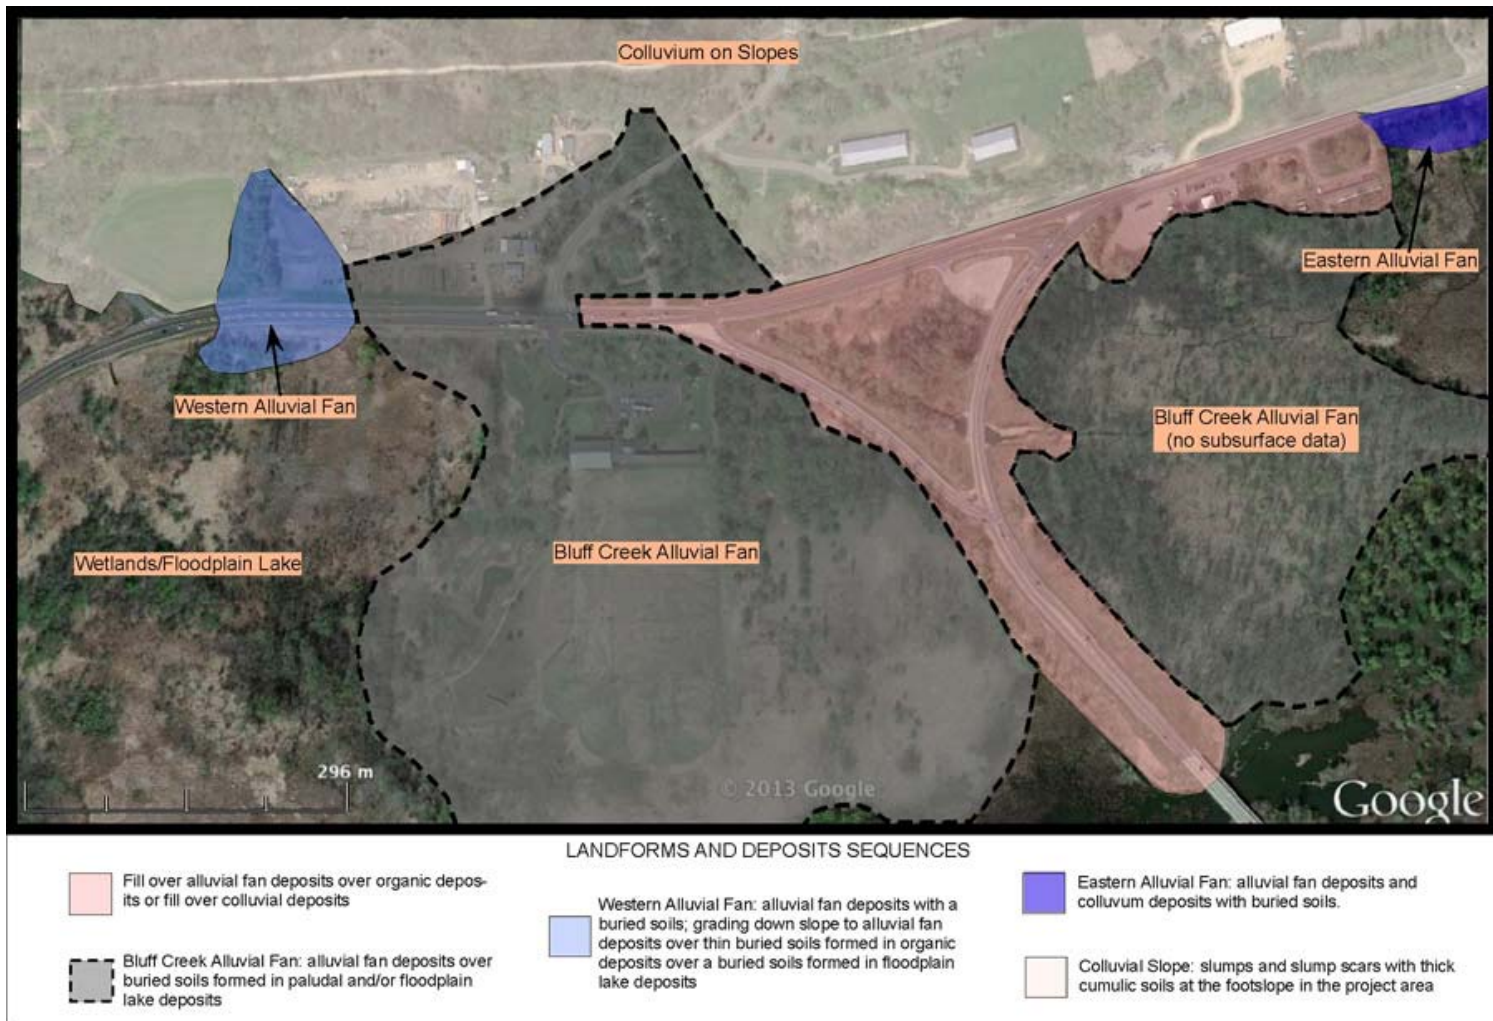 Colluvium on Slopes
Eastern Alluvial Fan
Western Alluvial Fan
Bluff Creek Alluvial Fan
(no subsurface data)
Bluff Creek Alluvial Fan
Wetlands/Floodplain Lake
296 m
© 2013 Google
Google
LANDFORMS AND DEPOSITS SEQUENCES
Fill over alluvial fan deposits over organic depos-
its or fill over colluvial deposits
Bluff Creek Alluvial Fan: alluvial fan deposits over
buried soils formed in paludal and/or floodplain
lake deposits
Western Alluvial Fan: alluvial fan deposits with a
buried soils; grading down slope to alluvial fan
deposits over thin buried soils formed in organic
deposits over a buried soils formed in floodplain
lake deposits
Eastern Alluvial Fan: alluvial fan deposits and
colluvum deposits with buried soils.
Colluvial Slope: slumps and slump scars with thick
cumulic soils at the footslope in the project area